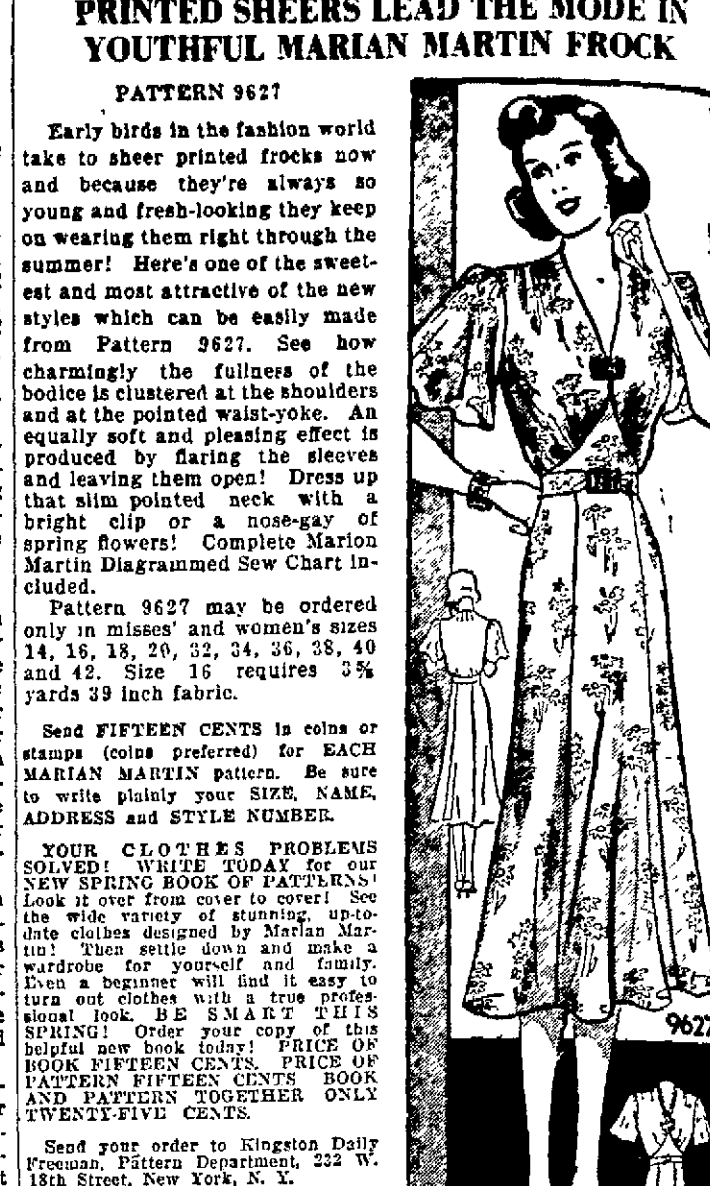 PRINTED SHEERS LEAD THE MODE IN
YOUTHFUL MARIAN MARTIN FROCK
PATTERN 9627
Early birds in the fashion world
take to sheer printed frocks now
and because they're always so
young and fresh-looking they keep
on wearing them right through the
summer! Here's one of the sweet-
est and most attractive of the new
styles which can be easily made
from Pattern 9627. See how
charmingly the fullness of the
bodice is clustered at the shoulders
and at the pointed waist-yoke. An
equally soft and pleasing effect is
produced by flaring the sleeves
and leaving them open! Dress up
that slim pointed neck with a
bright clip or a nose-gay of
spring flowers! Complete Marion
Martin Diagrammed Sew Chart in-
cluded.
Pattern 9627 may be ordered
only in misses' and women's sizes
14, 16, 18, 20, 32, 34, 36, 38, 40
and 42. Size 16 requires
yards 39 inch fabric.
Send FIFTEEN CENTS in coins or
stamps (coins preferred) for EACH
MARIAN MARTIN pattern. Be sure
to write plainly your SIZE, NAME,
ADDRESS and STYLE NUMBER.
YOUR CLOTHES PROBLEMS
SOLVED! WRITE TODAY for our
NEW SPRING BOOK OF PATTERNS!
Look it over from cover to cover! See
the wide variety of stunning, up-to-
date clothes designed by Marian Mar-
tin! Then settle down and make a
wardrobe for yourself and family.
Even a beginner will find it easy to
turn out clothes with a true profes-
sional look. BE SMART THIS
SPRING! Order your copy of this
helpful new book today! PRICE OF
BOOK FIFTEEN CENTS. PRICE OF
PATTERN FIFTEEN CENTS BOOK
AND PATTERN TOGETHER ONLY
TWENTY-FIVE CENTS.
Send your order to Kingston Daily
Freeman, Pattern Department, 232 W.
18th Street, New York, N. Y.
9627